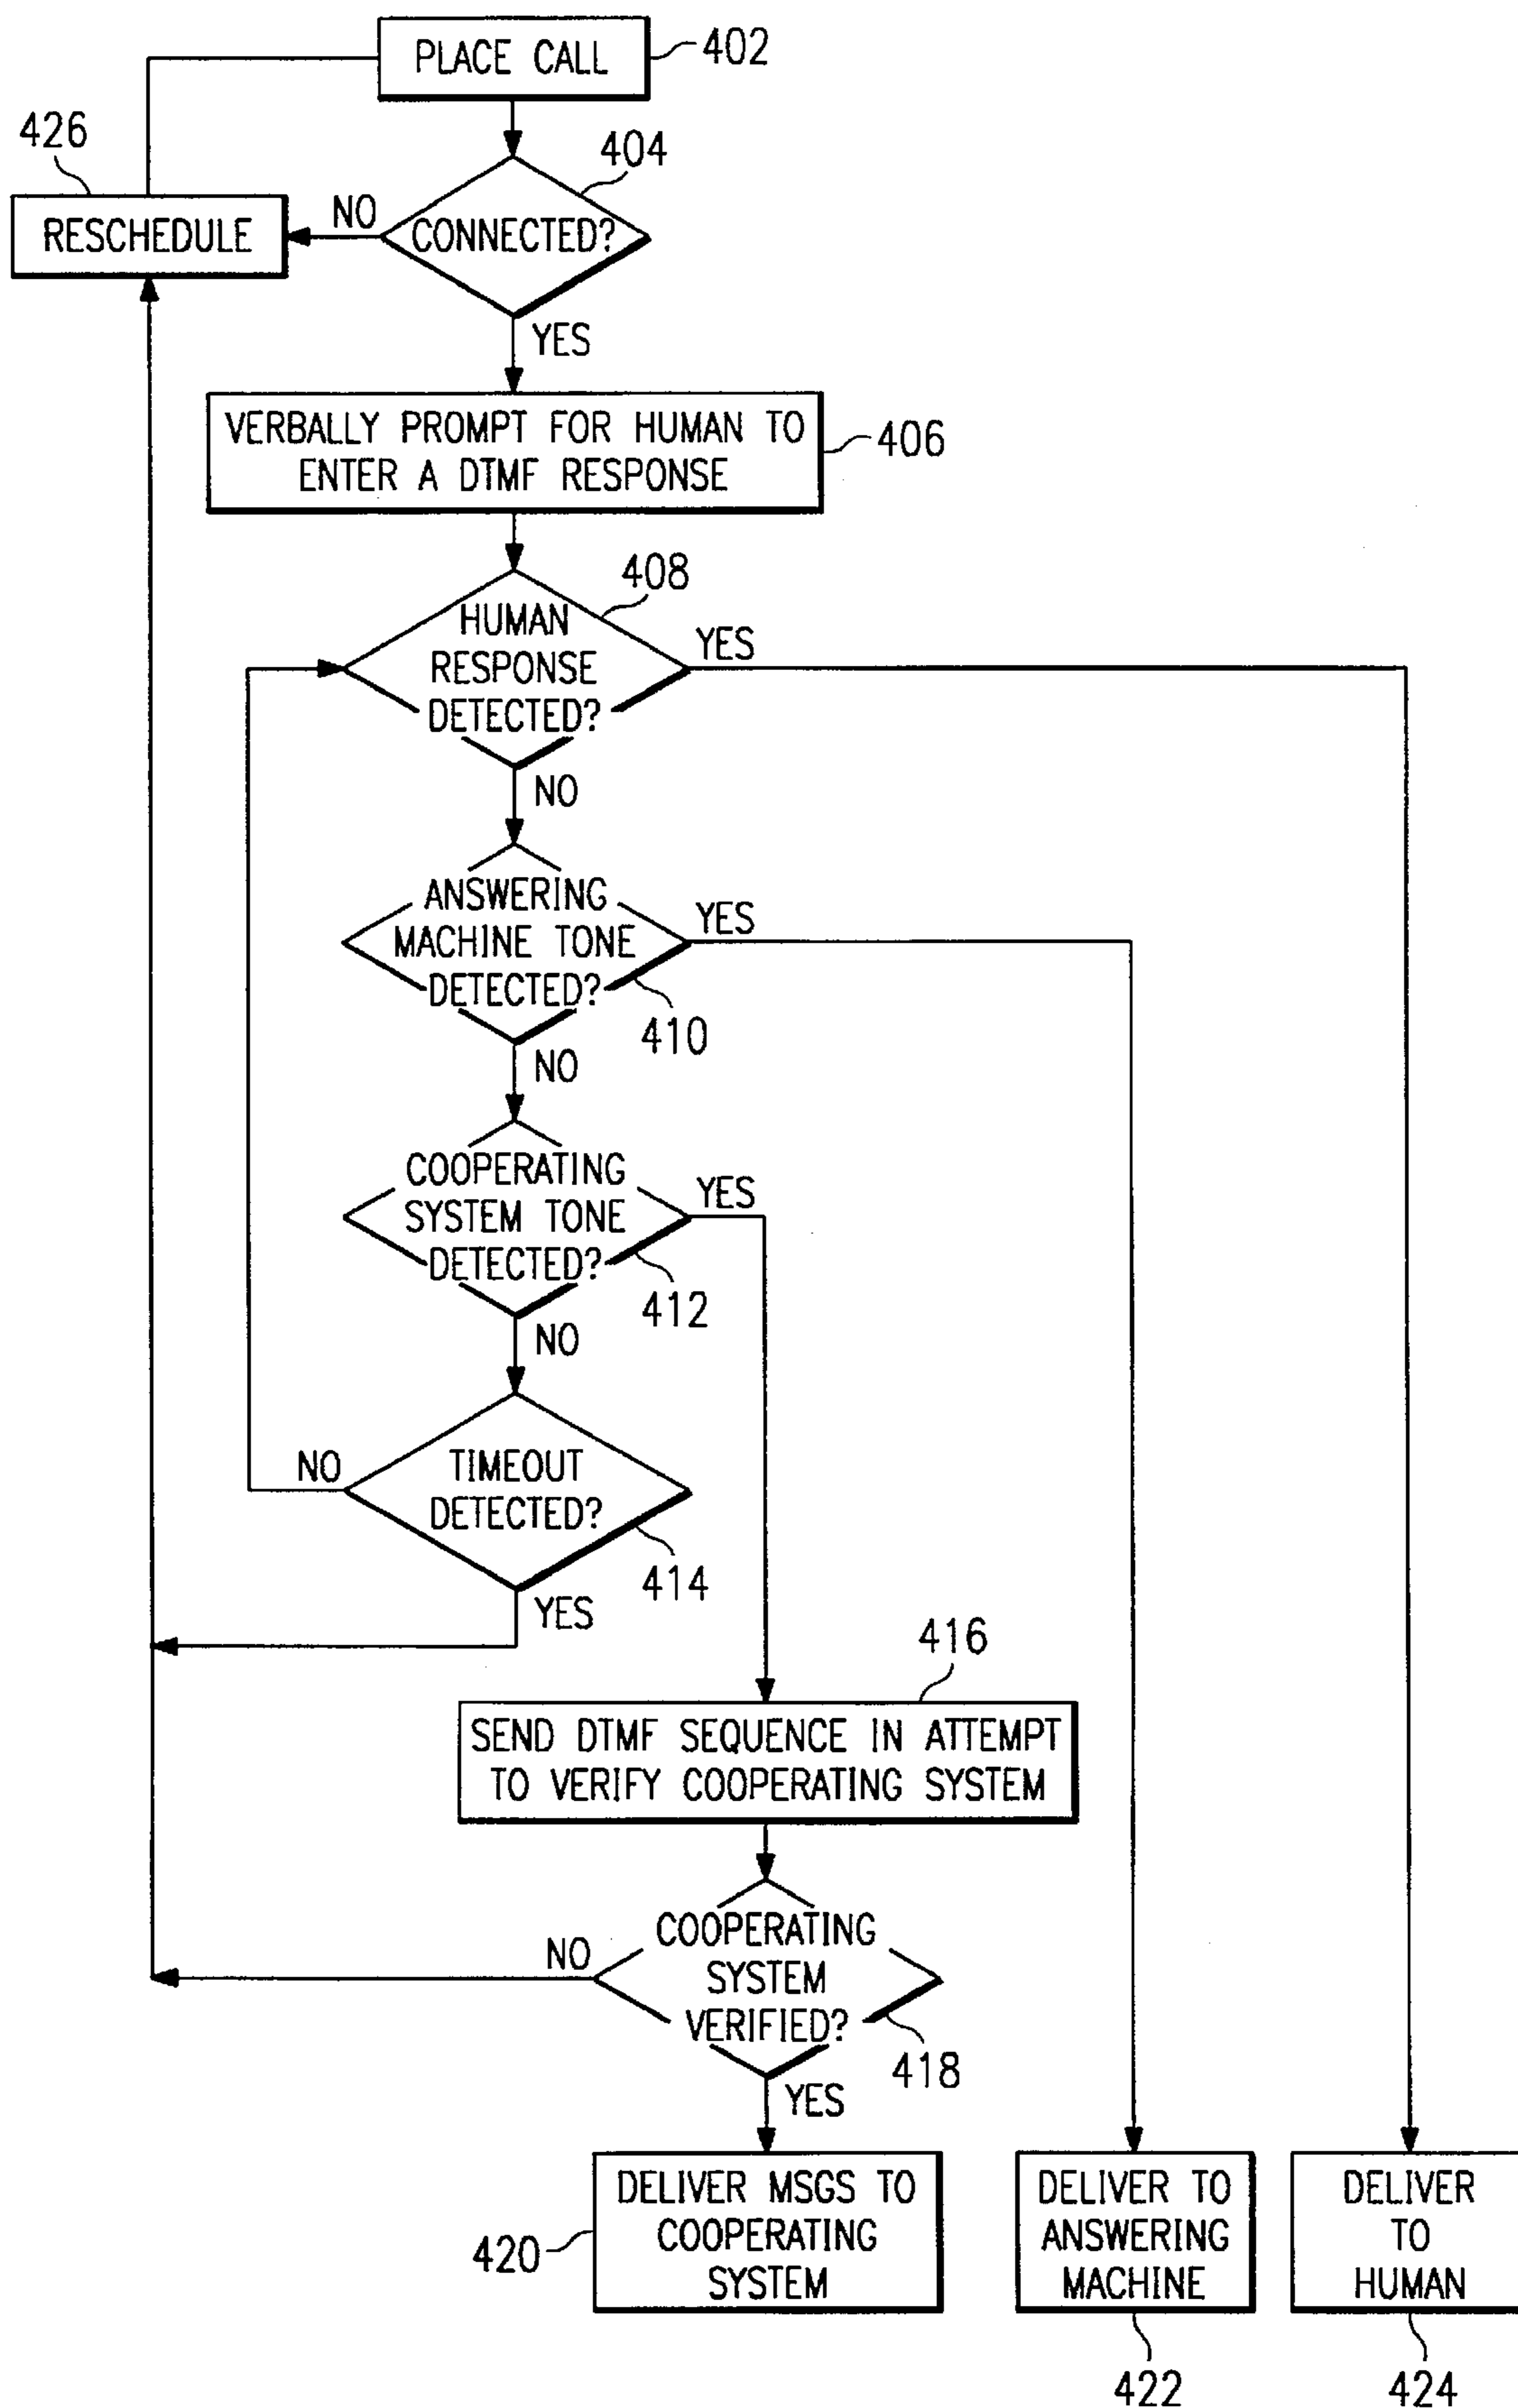 PLACE CALL
402
426
404
RESCHEDULE
NO
CONNECTED?
YES
VERBALLY PROMPT FOR HUMAN TO
ENTER A DTMF RESPONSE
406
408
HUMAN
RESPONSE
DETECTED?
YES
NO
ANSWERING
MACHINE TONE
DETECTED?
YES
410
NO
COOPERATING
SYSTEM TONE
DETECTED?
YES
412
NO
TIMEOUT
DETECTED?
NO
414
YES
416
SEND DTMF SEQUENCE IN ATTEMPT
TO VERIFY COOPERATING SYSTEM
COOPERATING
SYSTEM
VERIFIED?
NO
418
YES
DELIVER MSGS TO
COOPERATING
SYSTEM
420
DELIVER TO
ANSWERING
MACHINE
422
DELIVER
TO
HUMAN
424